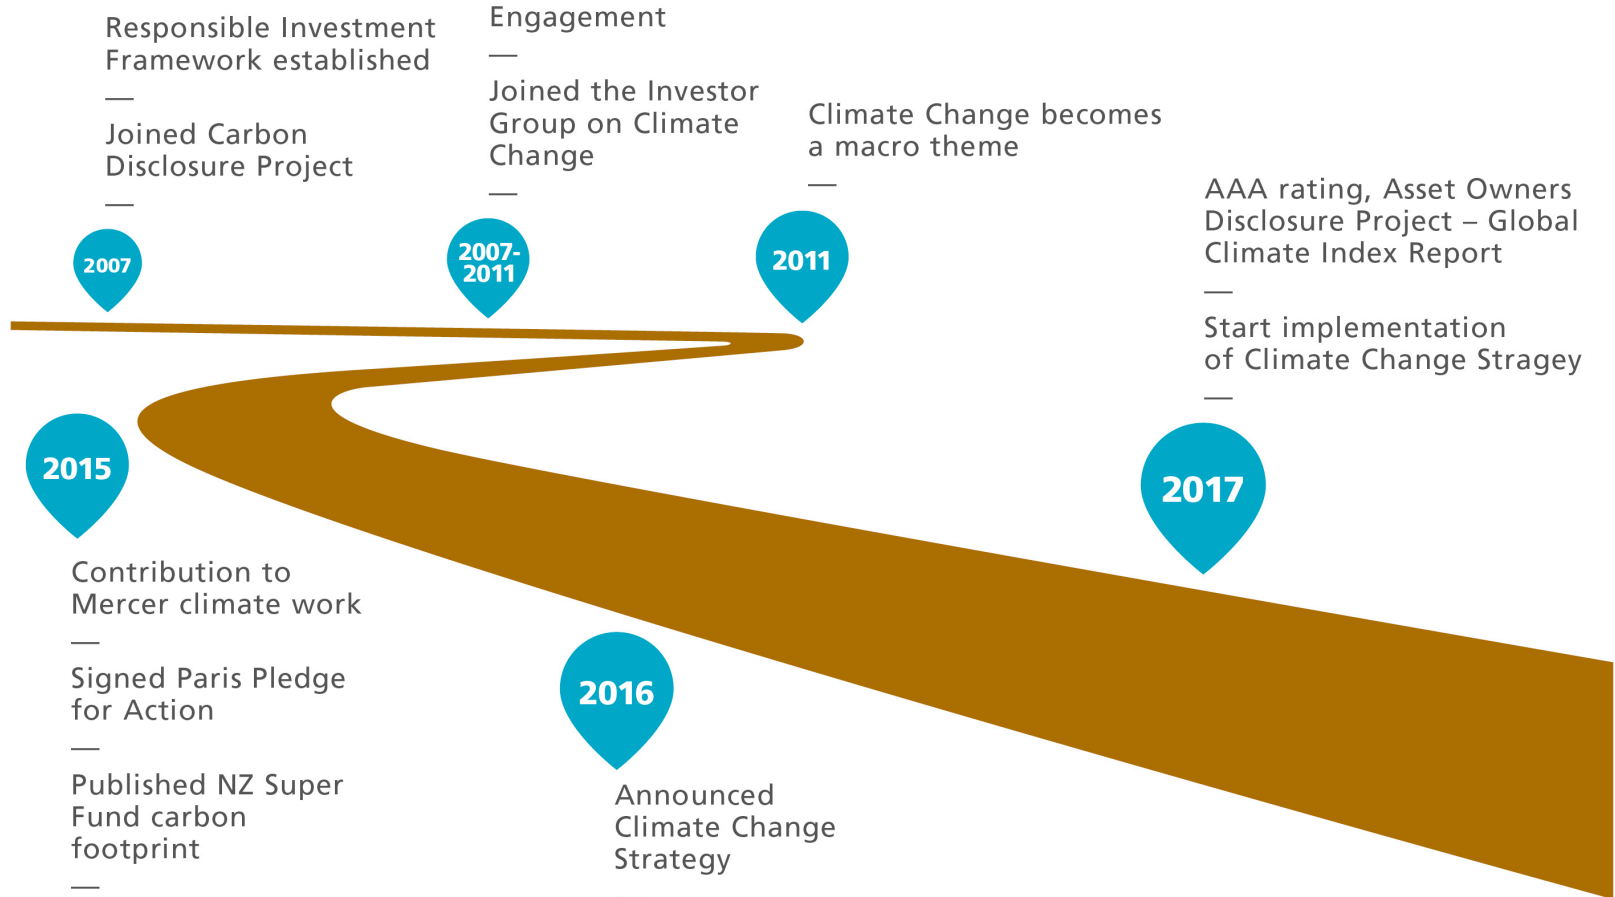 Responsible Investment
Framework established
—
Joined Carbon
Disclosure Project
—
2007
Engagement
—
Joined the Investor
Group on Climate
Change
—
2007-
2011
Climate Change becomes
a macro theme
—
2011
2015
Contribution to
Mercer climate work
—
Signed Paris Pledge
for Action
—
Published NZ Super
Fund carbon
footprint
—
2016
Announced
Climate Change
Strategy
AAA rating, Asset Owners
Disclosure Project – Global
Climate Index Report
—
Start implementation
of Climate Change Stragey
—
2017